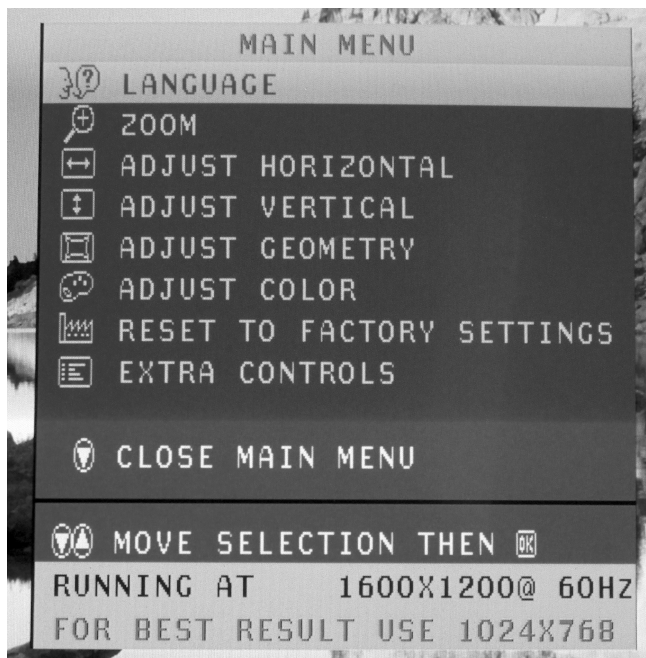 MAIN MENU
LANGUAGE
ZOOM
ADJUST HORIZONTAL
ADJUST VERTICAL
ADJUST GEOMETRY
ADJUST COLOR
RESET TO FACTORY SETTINGS
EXTRA CONTROLS
CLOSE MAIN MENU
MOVE SELECTION THEN OK
RUNNING AT 1600X1200@ 60HZ
FOR BEST RESULT USE 1024X768